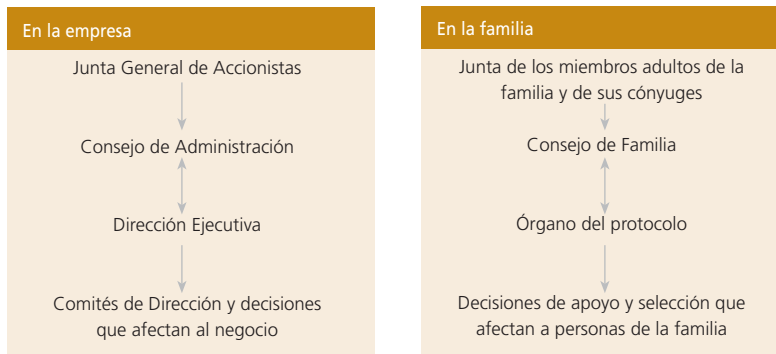 En la empresa
Junta General de Accionistas
Consejo de Administración
Dirección Ejecutiva
Comités de Dirección y decisiones
que afectan al negocio
En la familia
Junta de los miembros adultos de la
familia y de sus cónyuges
Consejo de Familia
Órgano del protocolo
Decisiones de apoyo y selección que
afectan a personas de la familia